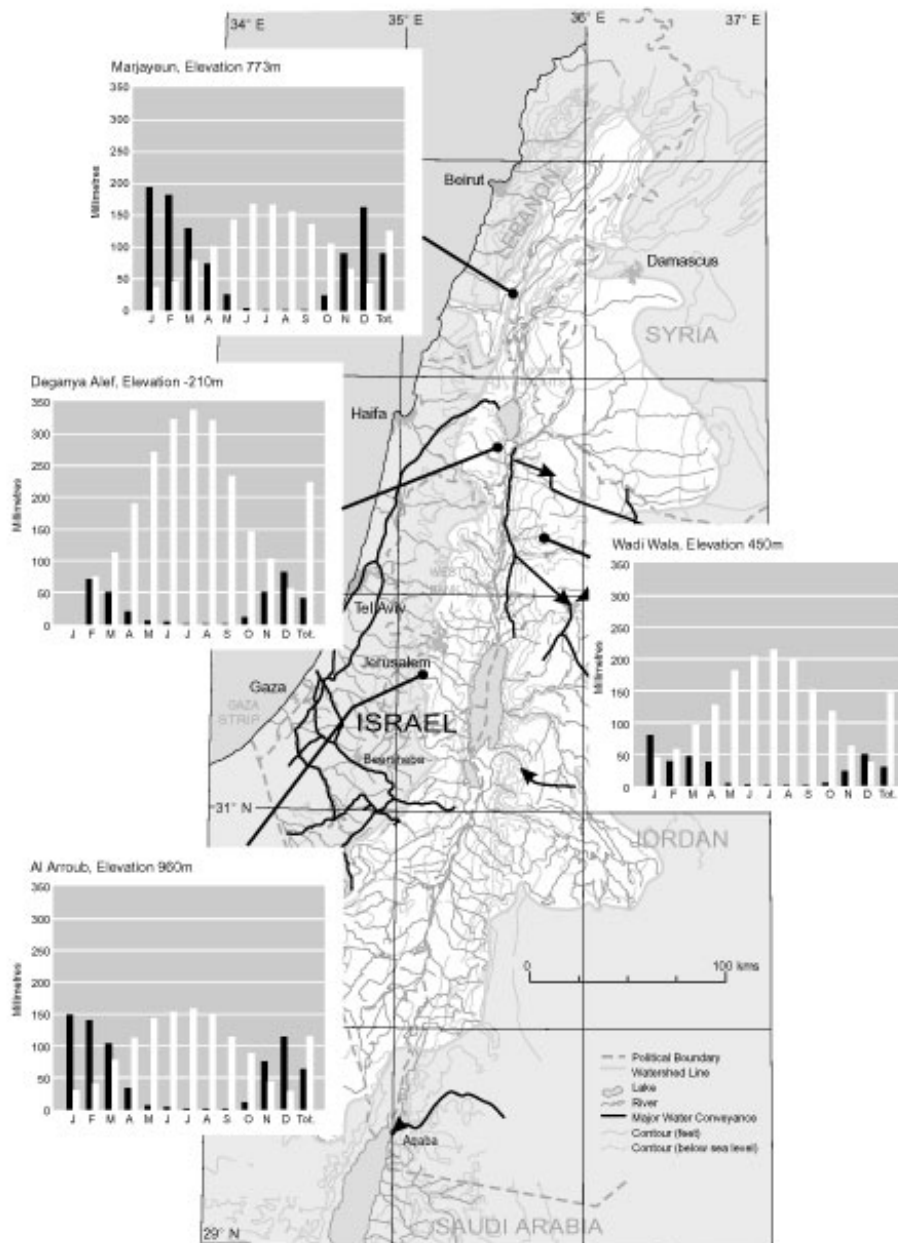 34° E 35° E 36° E 37° E
Marjayeun, Elevation 773m
350
300
250
200
150
100
50
0
Millimetres
J F M A M J J A S O N D Tot.
Beirut
LEBANON
Damascus
SYRIA
Deganya Alef, Elevation -210m
350
300
250
200
150
100
50
0
Millimetres
J F M A M J J A S O N D Tot.
Haifa
Wadi Wala, Elevation 450m
350
300
250
200
150
100
50
0
Millimetres
J F M A M J J A S O N D Tot.
WEST
Tel Aviv
Jerusalem
Gaza
GAZA
STRIP
ISRAEL
Beersheba
31° N
JORDAN
Al Arroub, Elevation 960m
350
300
250
200
150
100
50
0
Millimetres
J F M A M J J A S O N D Tot.
0 100 kms
Political Boundary
Watershed Line
Lake
River
Major Water Conveyance
Contour (feet)
Contour (below sea level)
Aqaba
29° N
SAUDI ARABIA